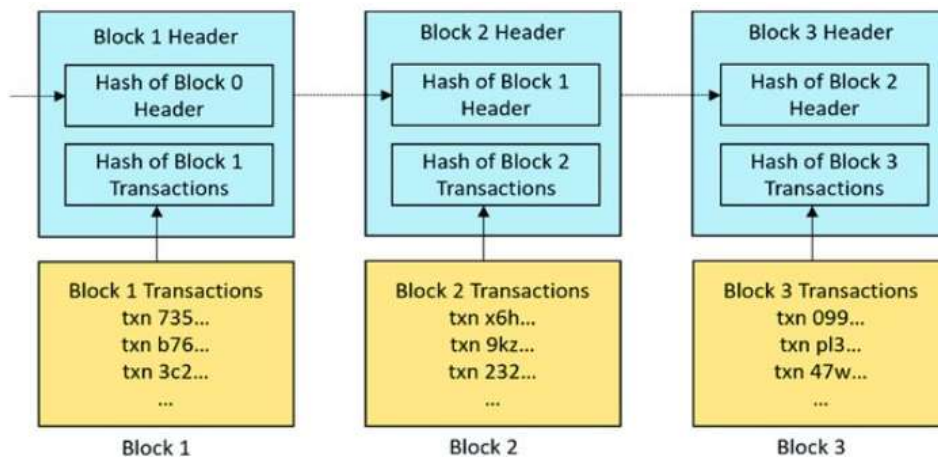 Block 1 Header
Hash of Block 0
Header
Hash of Block 1
Transactions
Block 1 Transactions
txn 735...
txn b76...
txn 3c2...
...
Block 1
Block 2 Header
Hash of Block 1
Header
Hash of Block 2
Transactions
Block 2 Transactions
txn x6h...
txn 9kz...
txn 232...
...
Block 2
Block 3 Header
Hash of Block 2
Header
Hash of Block 3
Transactions
Block 3 Transactions
txn 099...
txn pl3...
txn 47w...
...
Block 3